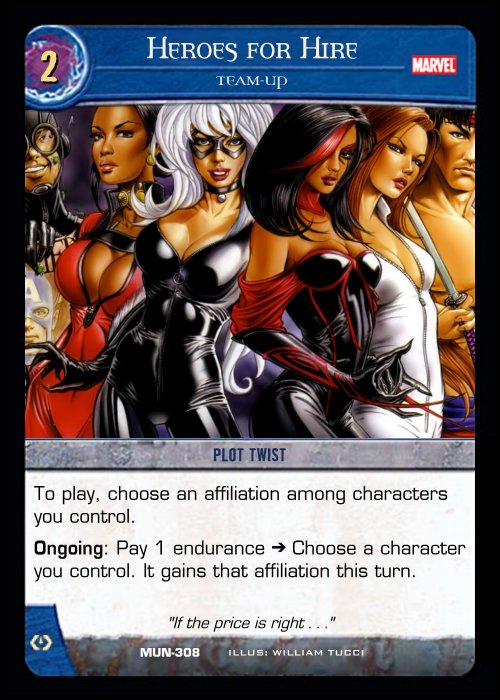 2
Heroes for Hire
TEAM-UP
MARVEL
A
PLOT TWIST
To play, choose an affiliation among characters
you control.
Ongoing: Pay 1 endurance ➔ Choose a character
you control. It gains that affiliation this turn.
"If the price is right . . ."
MUN-308 ILLUS: WILLIAM TUCCI